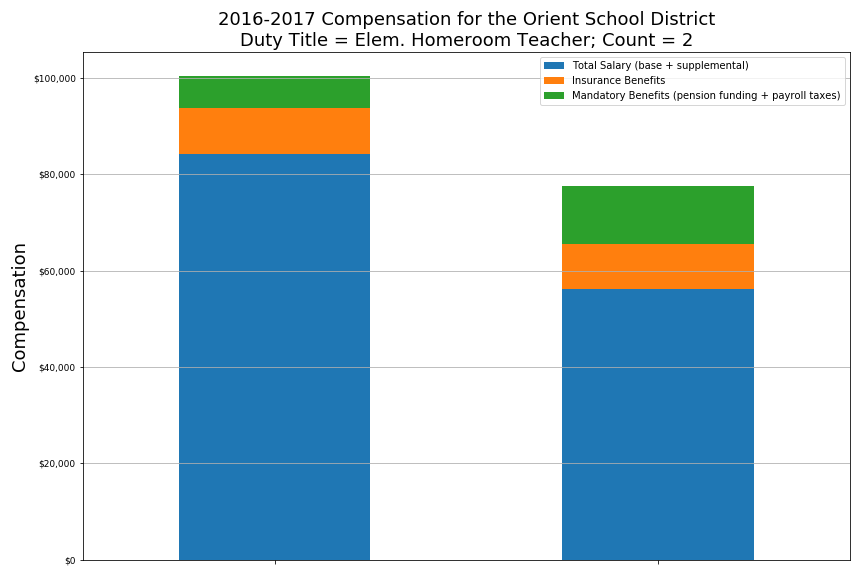 2016-2017 Compensation for the Orient School District
Duty Title = Elem. Homeroom Teacher; Count = 2
Total Salary (base + supplemental)
Insurance Benefits
Mandatory Benefits (pension funding + payroll taxes)
$100,000
$80,000
$60,000
$40,000
$20,000
$0
Compensation